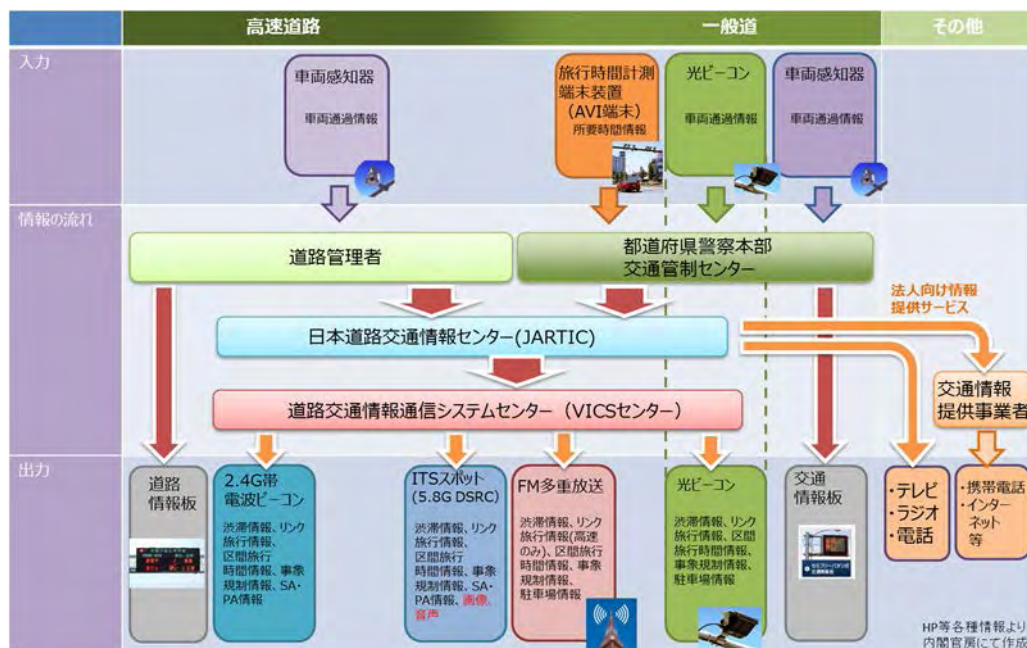 高速道路
一般道
その他
入力
車両感知器
車両通過情報
旅行時間計測
端末装置
(AVI端末)
所要時間情報
光ビーコン
車両通過情報
車両感知器
車両通過情報
情報の流れ
道路管理者
都道府県警察本部
交通管制センター
法人向け情報
提供サービス
日本道路交通情報センター(JARTIC)
交通情報
提供事業者
道路交通情報通信システムセンター(VICSセンター)
出力
道路
情報板
2.4G帯
電波ビーコン
渋滞情報、リンク
旅行情報、
区間旅行
時間情報、事象
規制情報、SA・
PA情報
ITSスポット
(5.8G DSRC)
渋滞情報、リンク
旅行情報、
区間旅行
時間情報、事象
規制情報、SA・
PA情報、画像、
音声
FM多重放送
渋滞情報、リンク
旅行情報(高速
のみ)、区間旅行
時間情報、事象
規制情報、
駐車場情報
光ビーコン
渋滞情報、リンク
旅行情報、区間
旅行時間情報、
事象規制情報、
駐車場情報
交通
情報板
・テレビ
・ラジオ
・電話
・携帯電話
・インター
ネット
等
HP等各種情報より
内閣官房にて作成